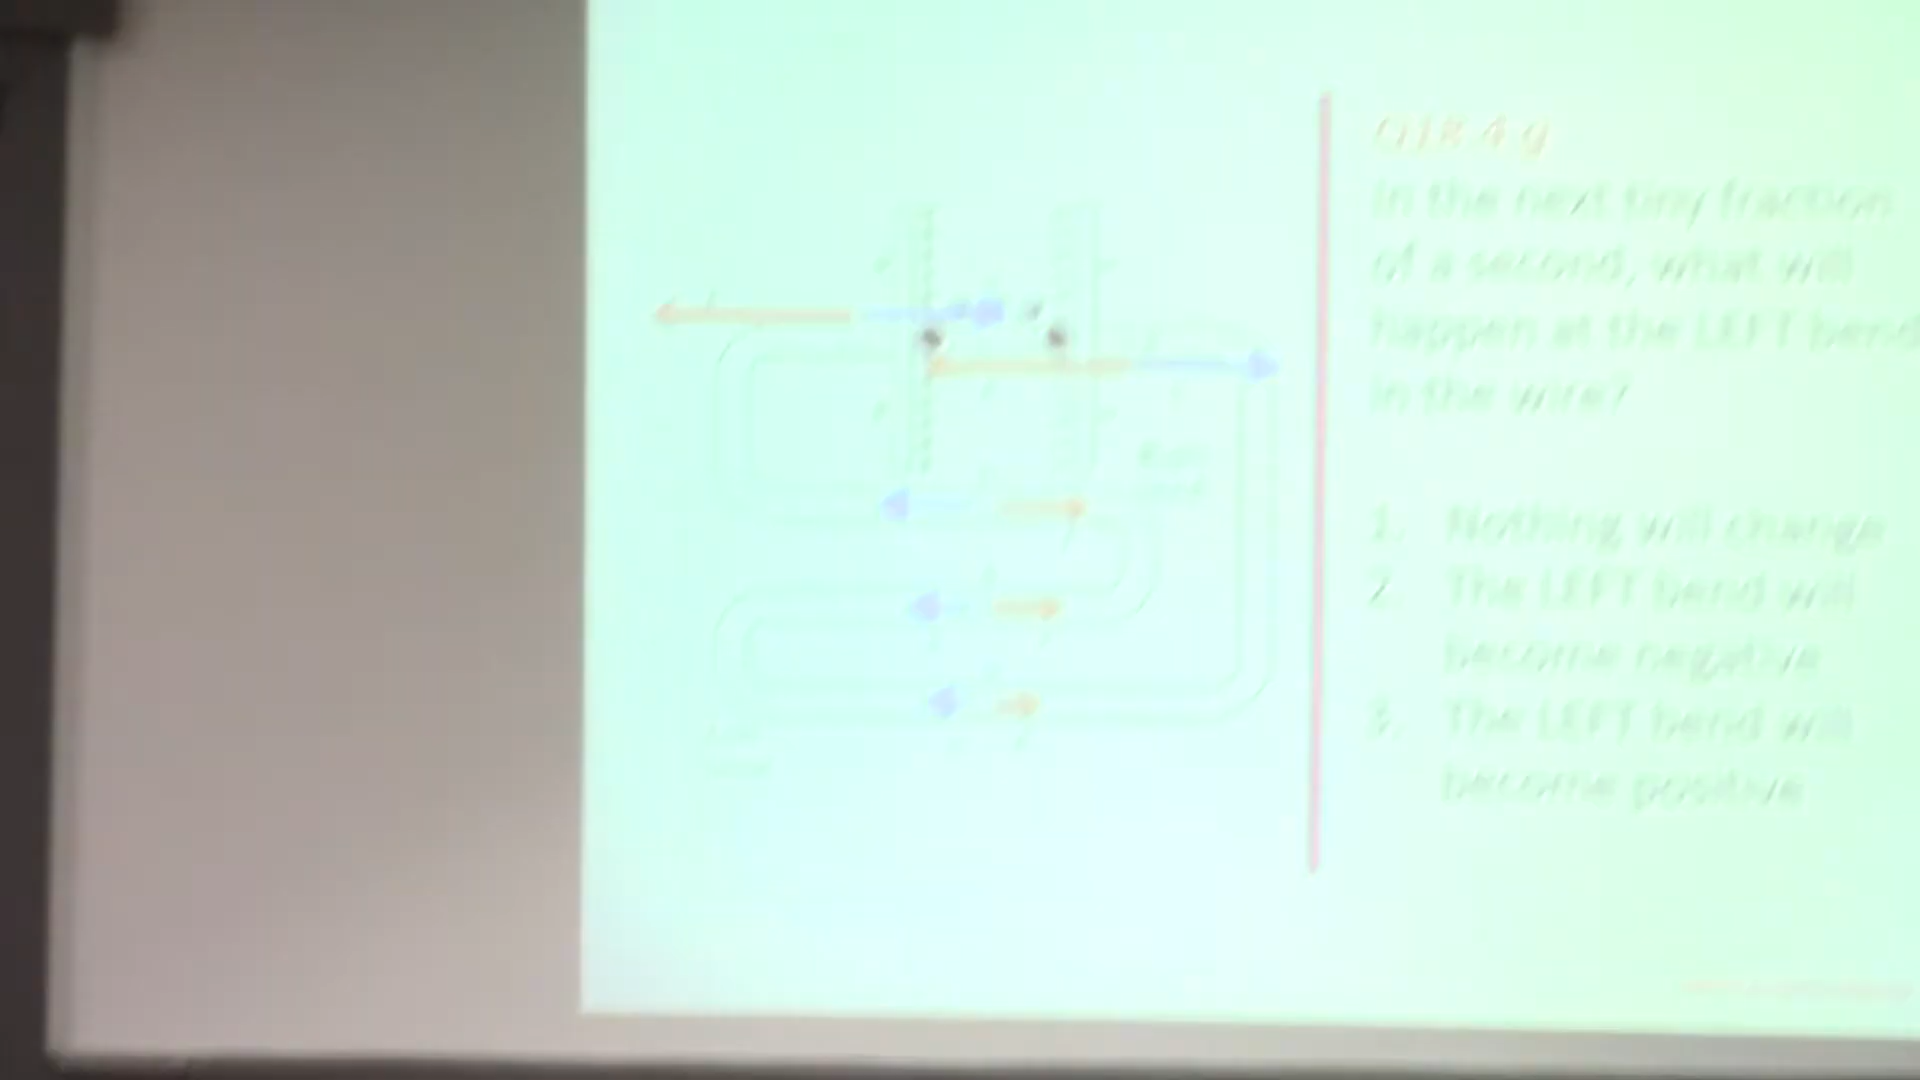 Q18.4.g
In the next tiny fraction
of a second, what will
happen at the LEFT bend
in the wire?
1. Nothing will change
2. The LEFT bend will
become negative
3. The LEFT bend will
become positive